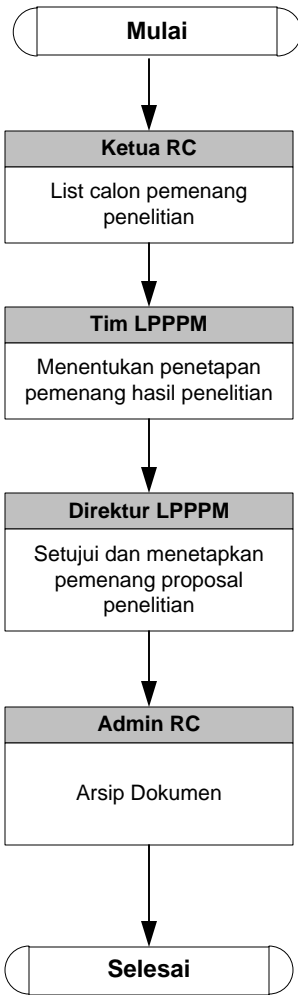 Mulai
Ketua RC
List calon pemenang
penelitian
Tim LPPPM
Menentukan penetapan
pemenang hasil penelitian
Direktur LPPPM
Setujui dan menetapkan
pemenang proposal
penelitian
Admin RC
Arsip Dokumen
Selesai